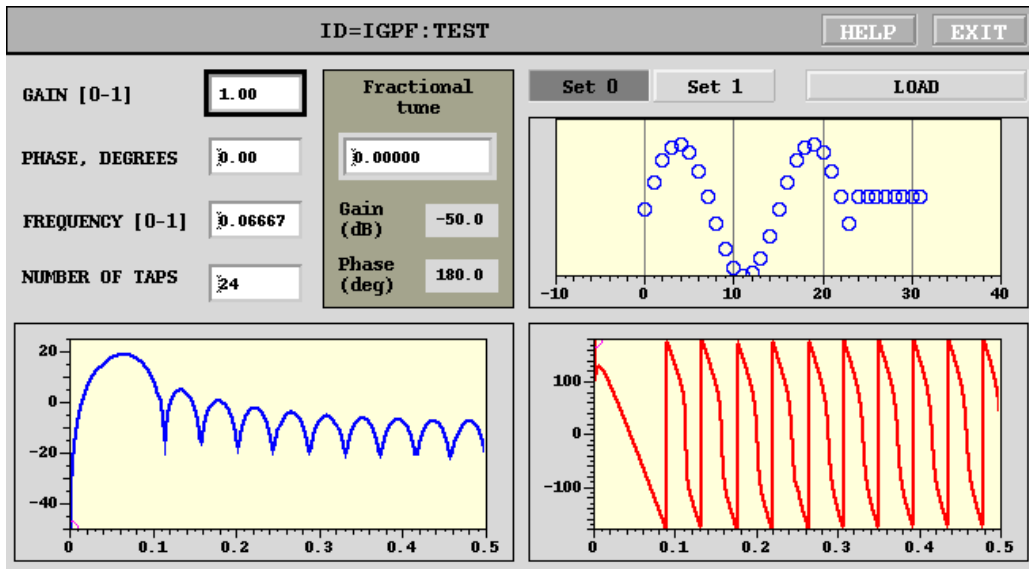 ID=IGPF:TEST HELP EXIT
GAIN [0-1] 1.00 Fractional tune Set 0 Set 1 LOAD
PHASE, DEGREES 0.00 0.00000
FREQUENCY [0-1] 0.06667 Gain (dB) -50.0
NUMBER OF TAPS 24 Phase (deg) 180.0
-10 0 10 20 30 40
20
0
-20
-40
0 0.1 0.2 0.3 0.4 0.5
100
0
-100
0 0.1 0.2 0.3 0.4 0.5